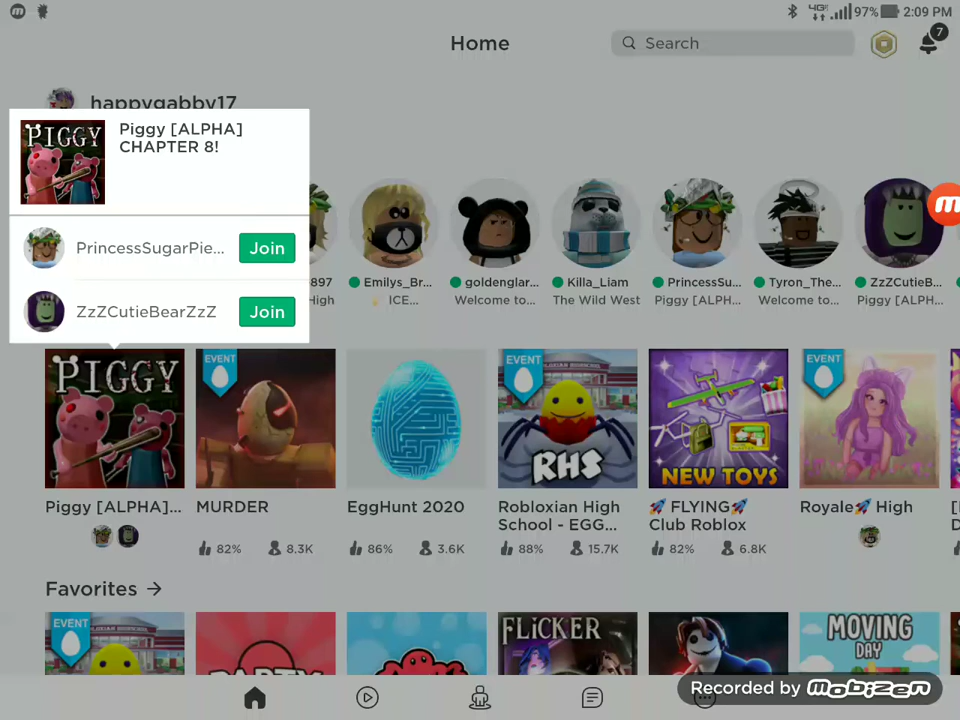 4G
97%
2:09 PM
Home
Search
7
happygabby17
Piggy [ALPHA]
CHAPTER 8!
PrincessSugarPie...
Join
ZzZCutieBearZzZ
Join
897
High
Emilys_Br...
ICE...
goldenglar...
Welcome to...
Killa_Liam
The Wild West
PrincessSu...
Piggy [ALPH...
Tyron_The...
Welcome to...
ZzZCutieB...
Piggy [ALPH...
PIGGY
PIGGY
EVENT
EVENT
RHS
NEW TOYS
EVENT
Piggy [ALPHA]...
MURDER
82%
8.3K
EggHunt 2020
86%
3.6K
Robloxian High
School - EGG...
88%
15.7K
🚀 FLYING🚀
Club Roblox
82%
6.8K
Royale🚀 High
Favorites →
EVENT
PARTY
FLICKER
MOVING
DAY
Recorded by mobizen